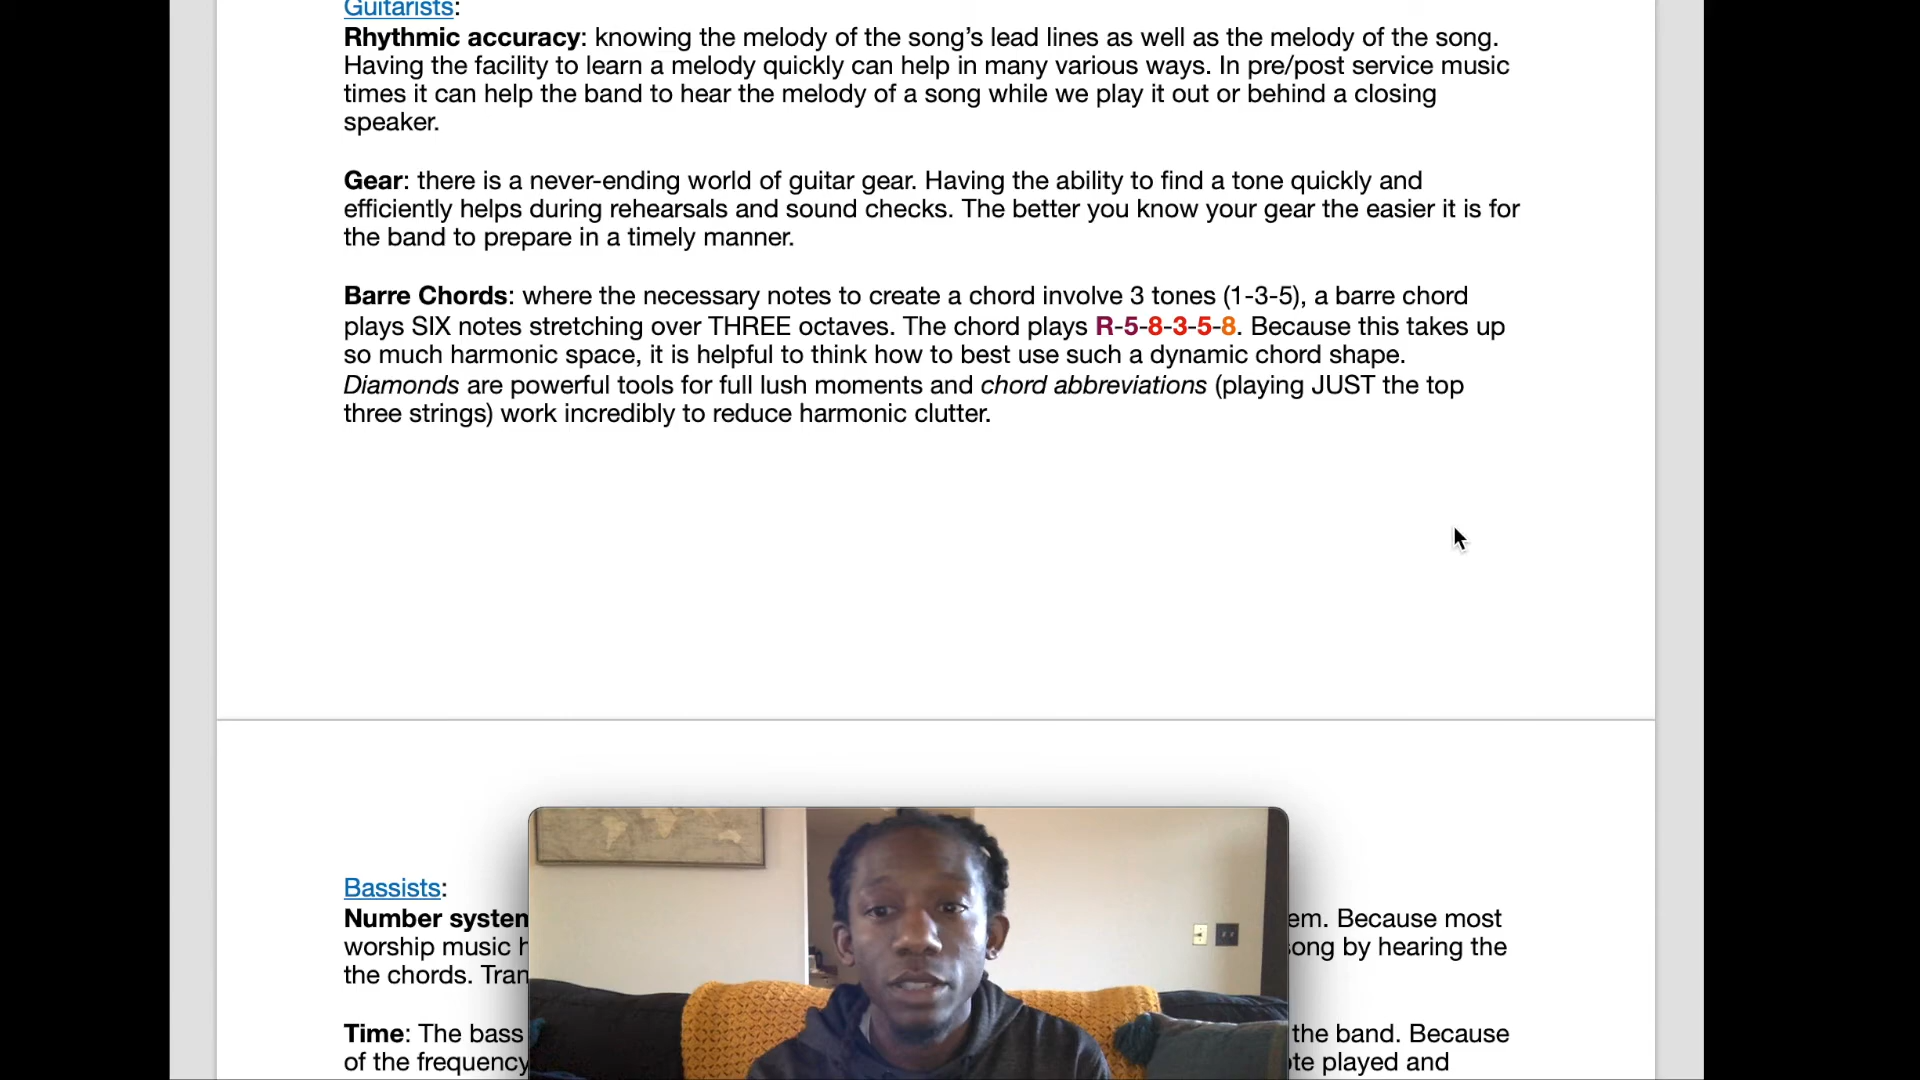 Guitarists:
Rhythmic accuracy: knowing the melody of the song’s lead lines as well as the melody of the song.
Having the facility to learn a melody quickly can help in many various ways. In pre/post service music
times it can help the band to hear the melody of a song while we play it out or behind a closing
speaker.
Gear: there is a never-ending world of guitar gear. Having the ability to find a tone quickly and
efficiently helps during rehearsals and sound checks. The better you know your gear the easier it is for
the band to prepare in a timely manner.
Barre Chords: where the necessary notes to create a chord involve 3 tones (1-3-5), a barre chord
plays SIX notes stretching over THREE octaves. The chord plays R-5-8-3-5-8. Because this takes up
so much harmonic space, it is helpful to think how to best use such a dynamic chord shape.
Diamonds are powerful tools for full lush moments and chord abbreviations (playing JUST the top
three strings) work incredibly to reduce harmonic clutter.
Bassists:
Number Because most
worship music song by hearing the
the chords.
Time: The bass the band. Because
of the frequency played and